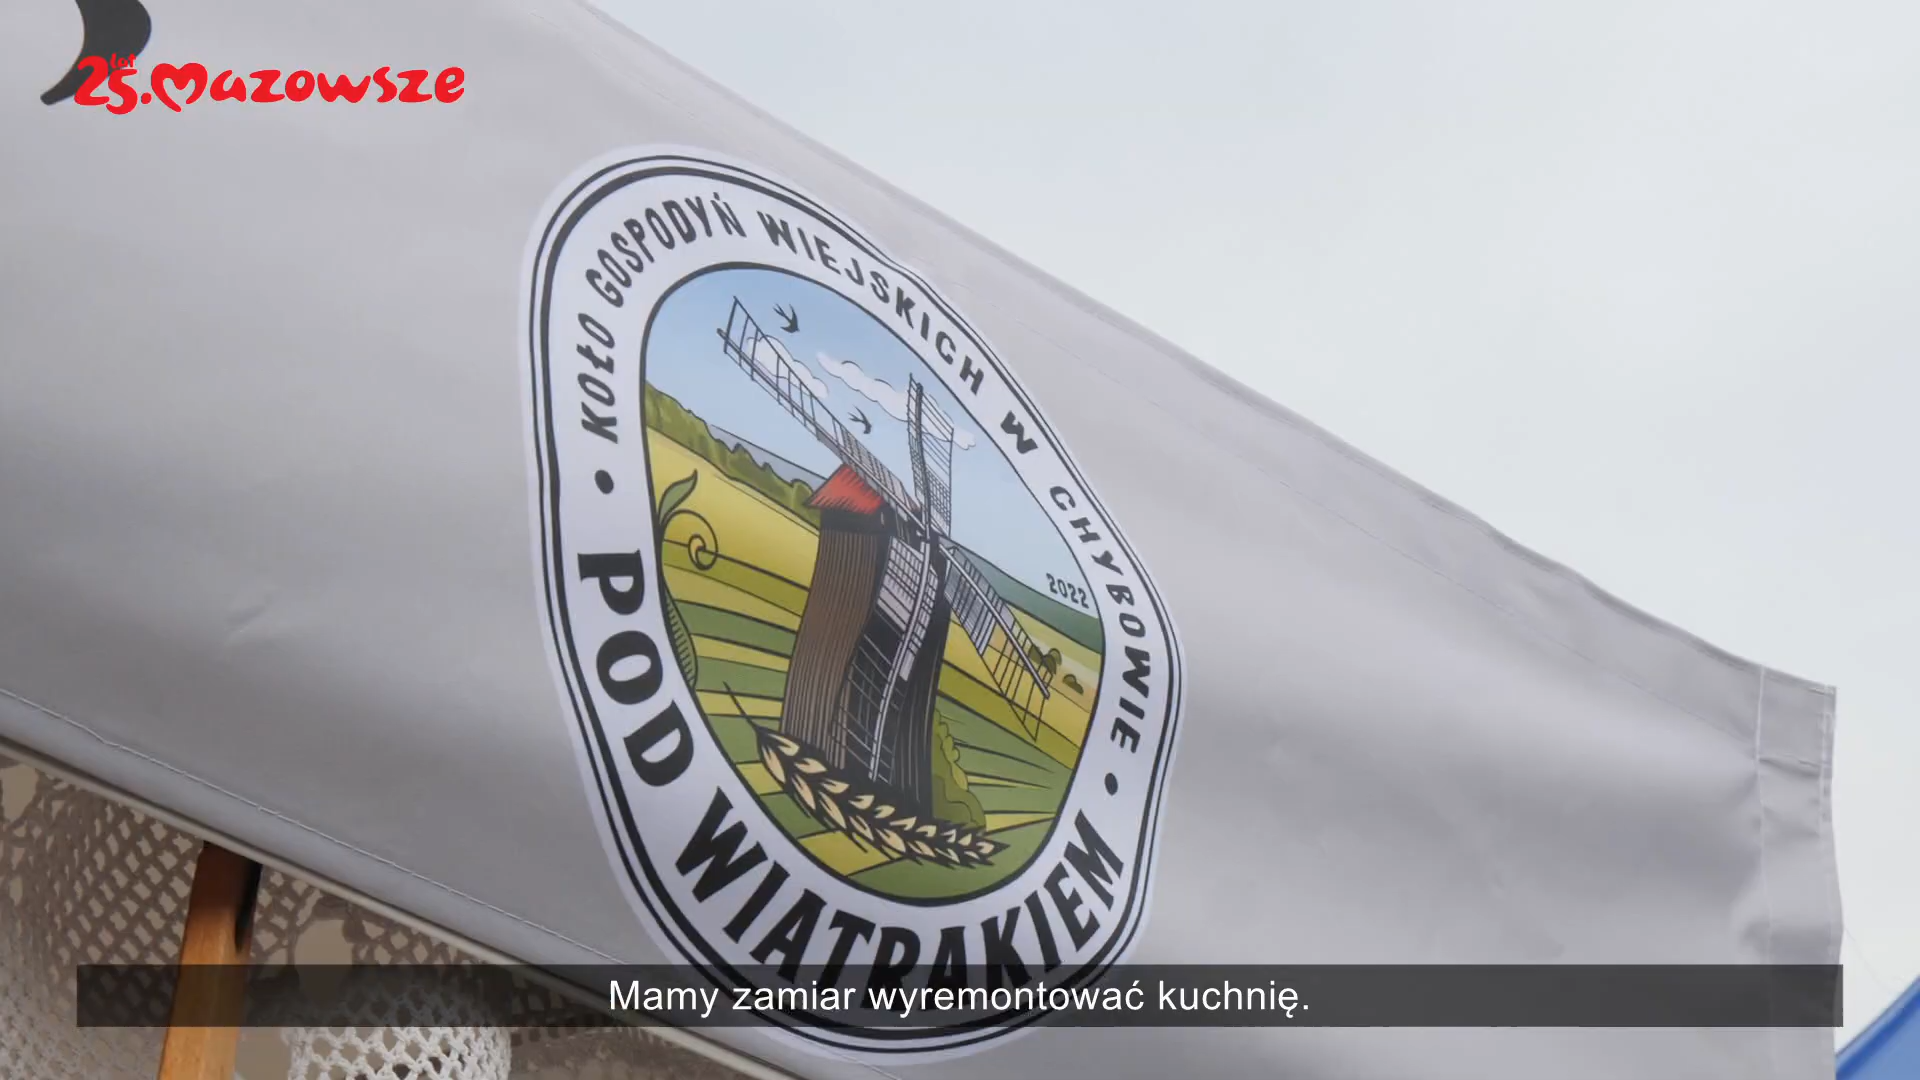 25 lat
Mazowsze
• KOŁO GOSPODYŃ WIEJSKICH W CHYBOWIE •
2022
POD WIATRAKIEM
Mamy zamiar wyremontować kuchnię.